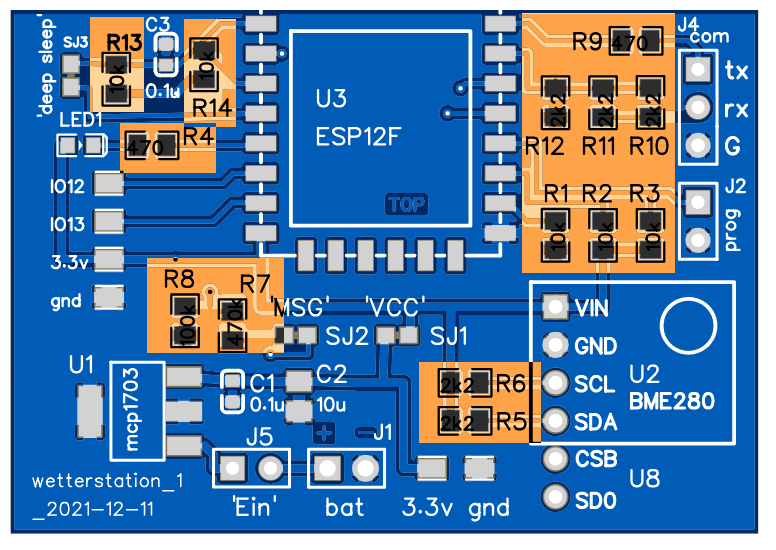 'deep sleep'
SJ3
R13
10k
C3
0.1u
10k
R14
U3
ESP12F
TOP
R9
470
J4
com
tx
rx
G
2k2
2k2
2k2
R12
R11
R10
LED1
470
R4
IO12
IO13
3.3v
gnd
R1
R2
R3
10k
10k
10k
J2
prog
R8
R7
100k
470k
'MSG'
'VCC'
SJ2
SJ1
VIN
GND
SCL
SDA
CSB
SDO
U2
BME280
U8
U1
mcp1703
C1
0.1u
C2
10u
+
-
J1
2k2
R6
2k2
R5
J5
wetterstation_1
_2021-12-11
'Ein'
bat
3.3v
gnd